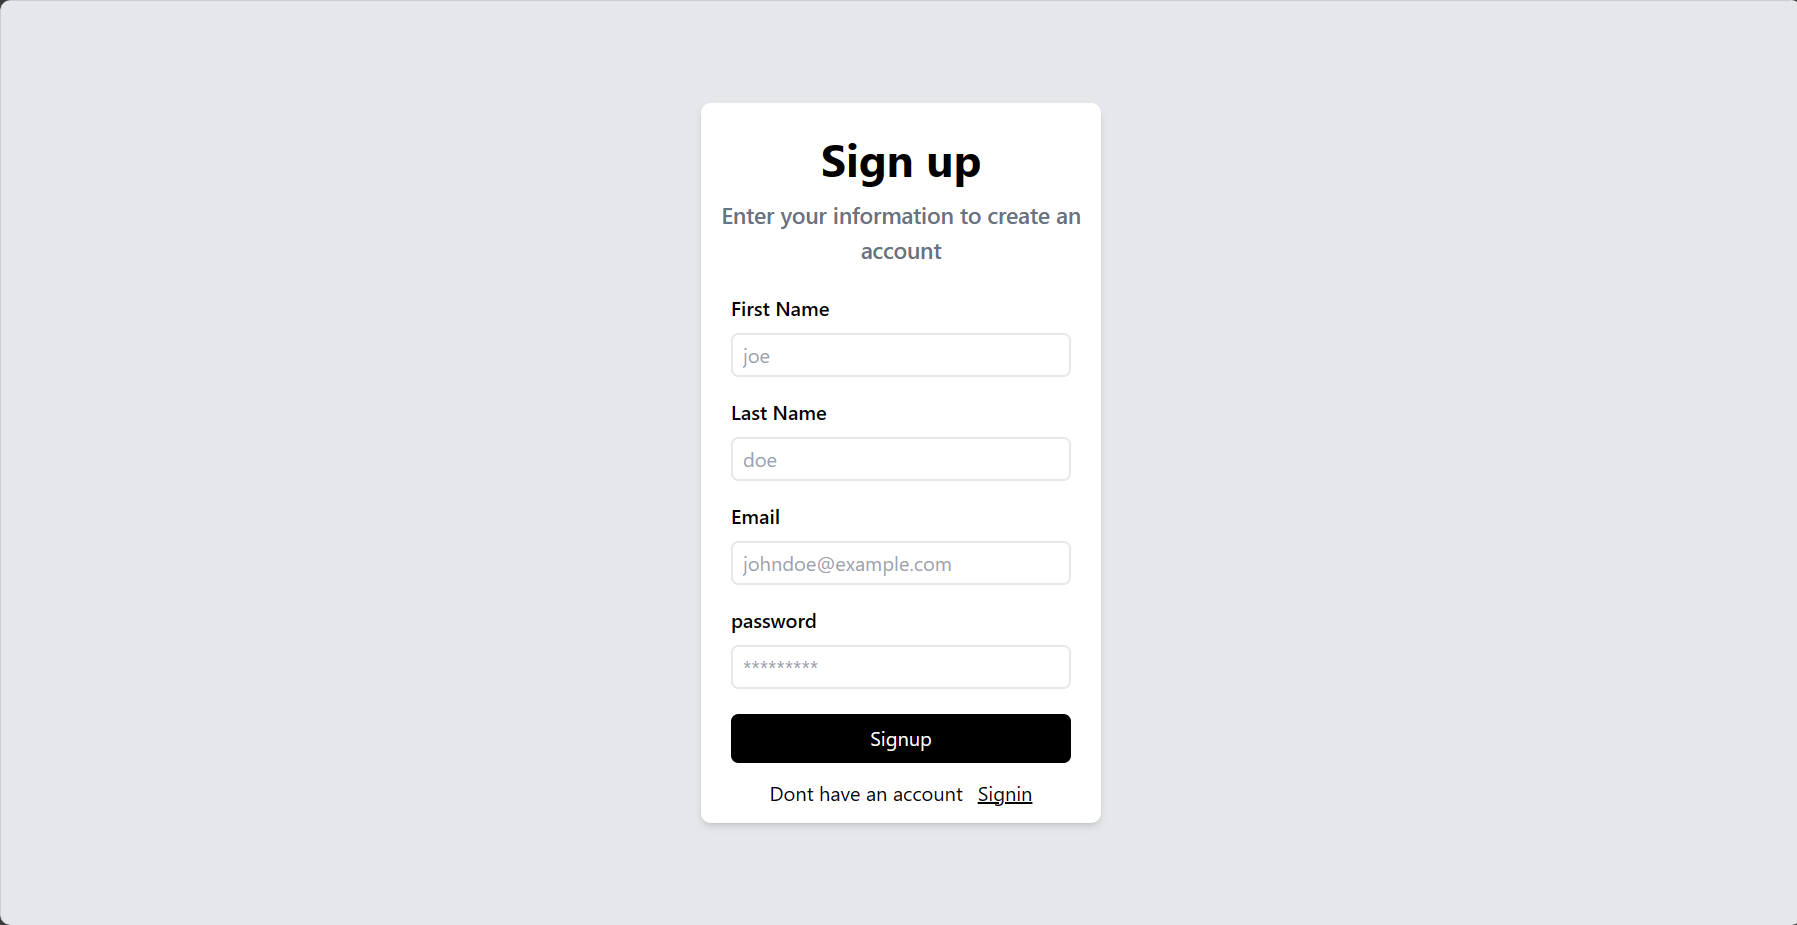 Sign up
Enter your information to create an
account
First Name
joe
Last Name
doe
Email
johndoe@example.com
password
*********
Signup
Dont have an account Signin